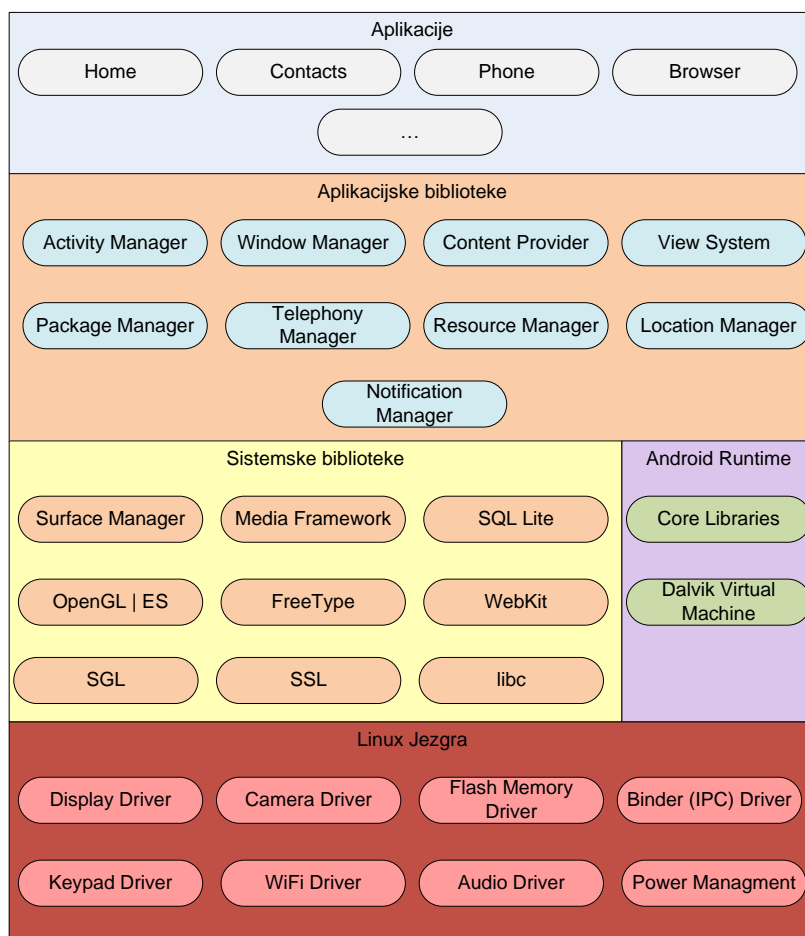 Aplikacije
Home
Contacts
Phone
Browser
...
Aplikacijske biblioteke
Activity Manager
Window Manager
Content Provider
View System
Package Manager
Telephony
Manager
Resource Manager
Location Manager
Notification
Manager
Sistemske biblioteke
Surface Manager
Media Framework
SQL Lite
OpenGL | ES
FreeType
WebKit
SGL
SSL
libc
Android Runtime
Core Libraries
Dalvik Virtual
Machine
Linux Jezgra
Display Driver
Camera Driver
Flash Memory
Driver
Binder (IPC) Driver
Keypad Driver
WiFi Driver
Audio Driver
Power Managment